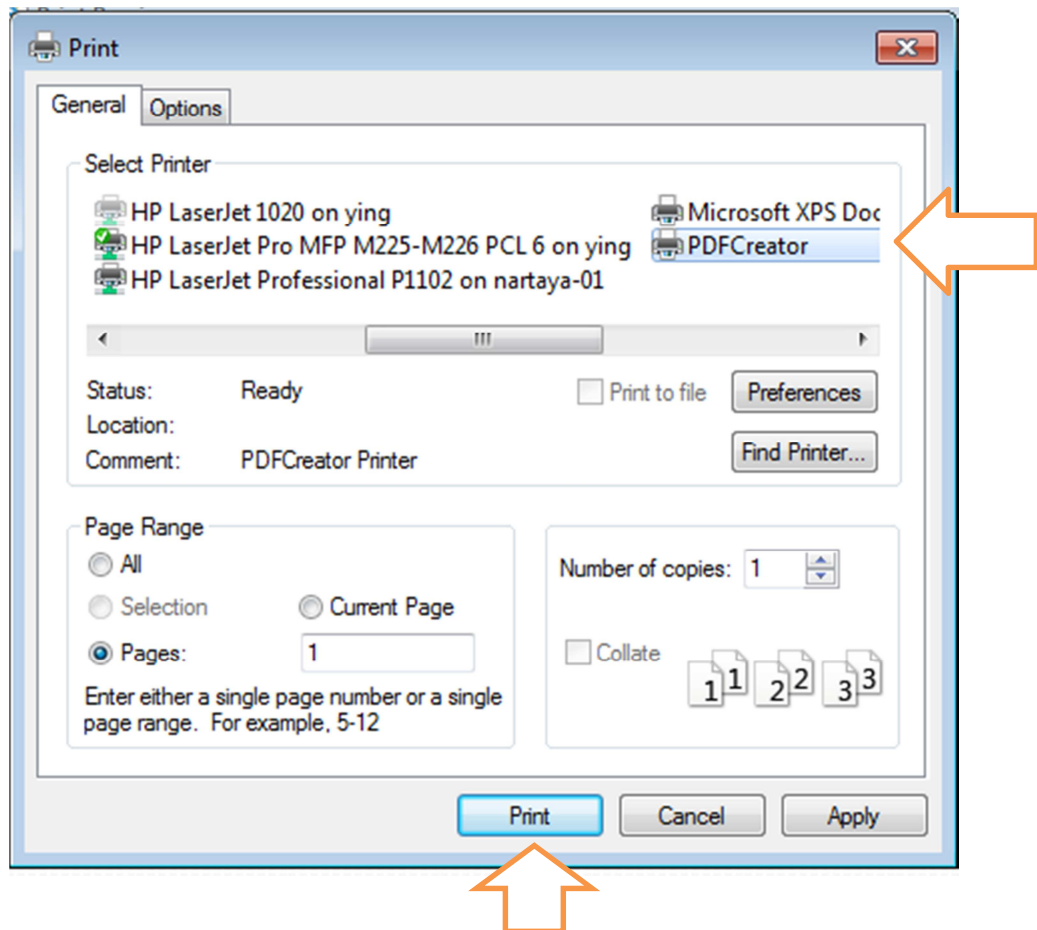 Print
General Options
Select Printer
HP LaserJet 1020 on ying
Microsoft XPS Doc
HP LaserJet Pro MFP M225-M226 PCL 6 on ying
PDFCreator
HP LaserJet Professional P1102 on nartaya-01
Status: Ready
Print to file
Preferences
Location:
Comment: PDFCreator Printer
Find Printer...
Page Range
All
Selection
Current Page
Pages: 1
Enter either a single page number or a single
page range. For example, 5-12
Number of copies: 1
Collate
1 1 2 2 3 3
Print Cancel Apply